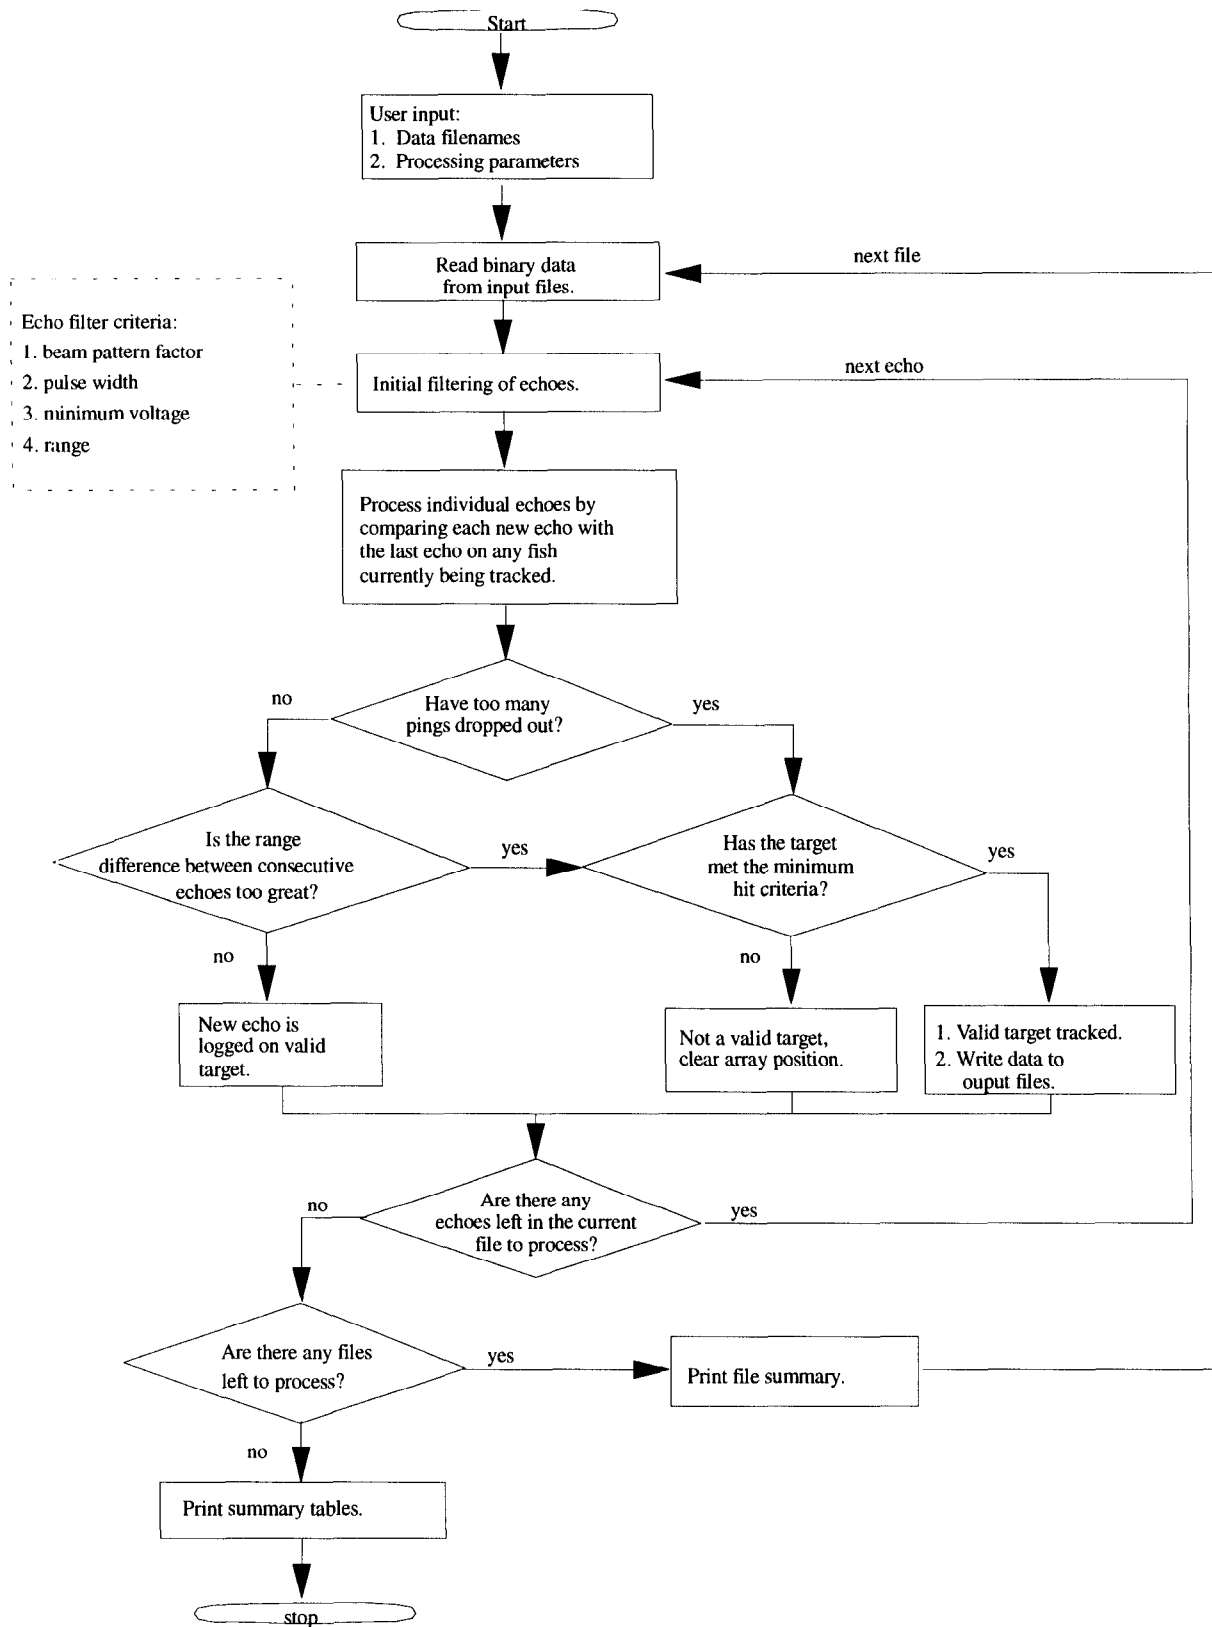 Start
User input:
1. Data filenames
2. Processing parameters
Read binary data
from input files.
next file
Echo filter criteria:
1. beam pattern factor
2. pulse width
3. minimum voltage
4. range
Initial filtering of echoes.
next echo
Process individual echoes by
comparing each new echo with
the last echo on any fish
currently being tracked.
no
Have too many
pings dropped out?
yes
Is the range
difference between consecutive
echoes too great?
yes
Has the target
met the minimum
hit criteria?
yes
no
no
New echo is
logged on valid
target.
Not a valid target,
clear array position.
1. Valid target tracked.
2. Write data to
ouput files.
no
Are there any
echoes left in the current
file to process?
yes
Are there any files
left to process?
yes
Print file summary.
no
Print summary tables.
stop